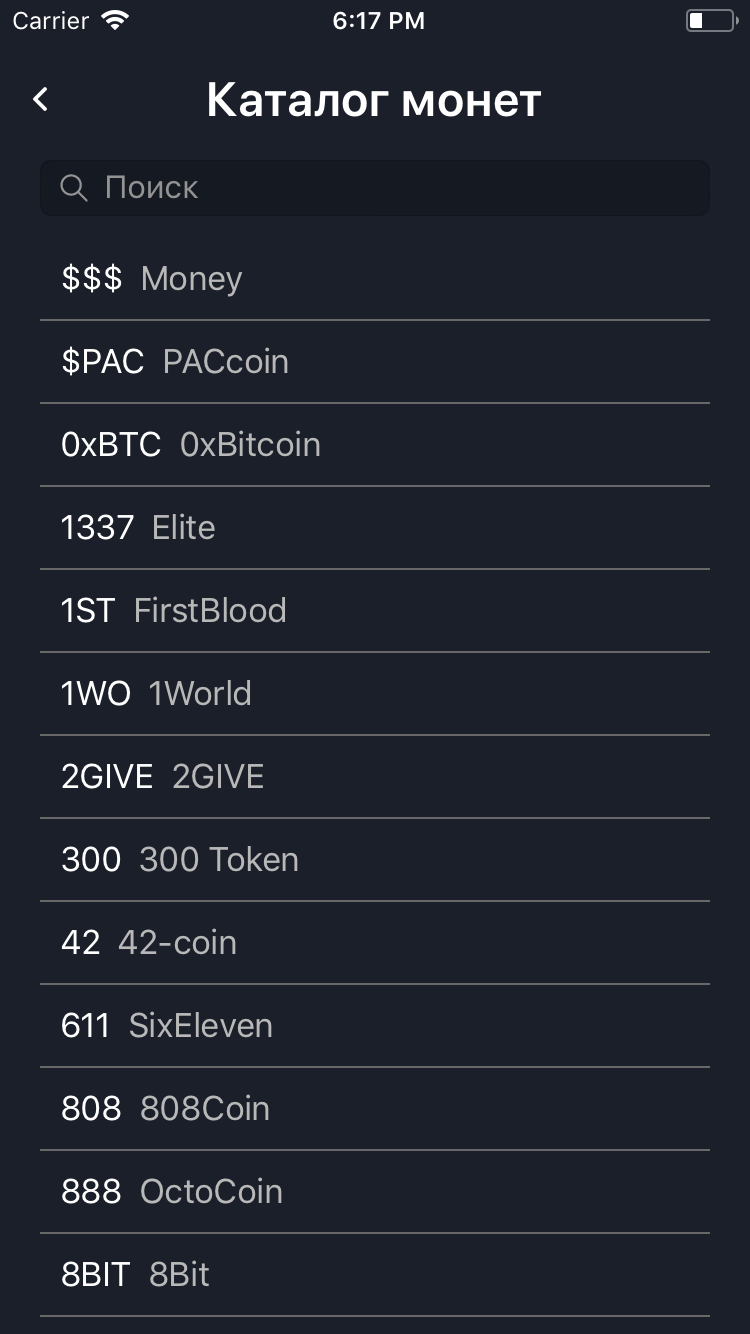 Carrier 6:17 PM
Каталог монет
Поиск
$$$ Money
$PAC PACcoin
0xBTC 0xBitcoin
1337 Elite
1ST FirstBlood
1WO 1World
2GIVE 2GIVE
300 300 Token
42 42-coin
611 SixEleven
808 808Coin
888 OctoCoin
8BIT 8Bit